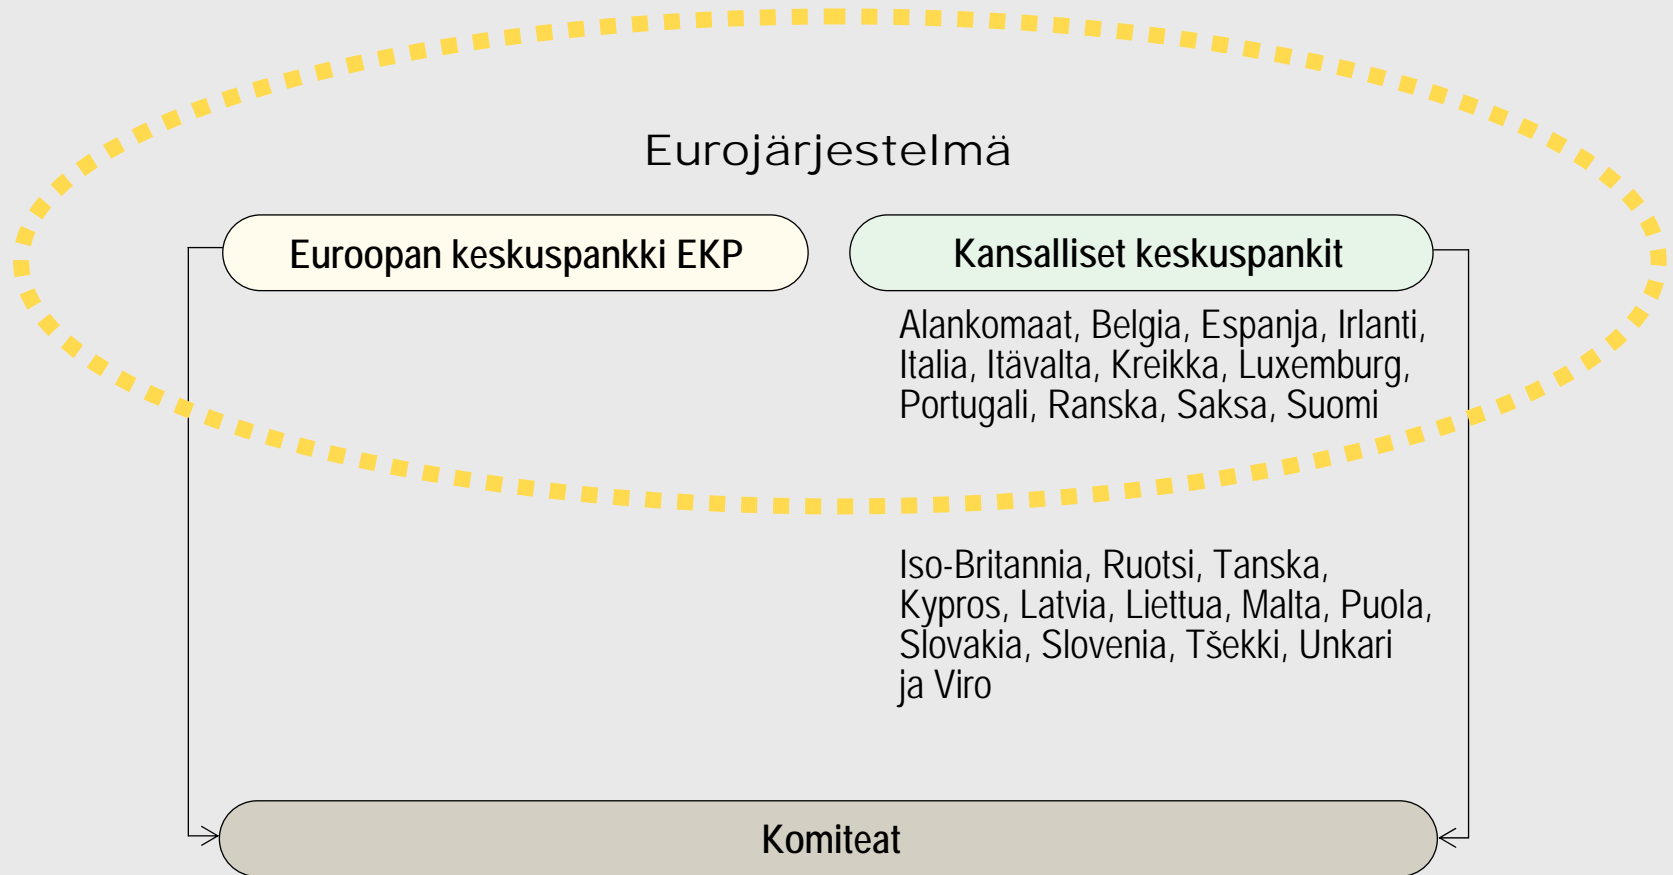 Eurojärjestelmä
Euroopan keskuspankki EKP
Kansalliset keskuspankit
Alankomaat, Belgia, Espanja, Irlanti,
Italia, Itävalta, Kreikka, Luxemburg,
Portugali, Ranska, Saksa, Suomi
Iso-Britannia, Ruotsi, Tanska,
Kypros, Latvia, Liettua, Malta, Puola,
Slovakia, Slovenia, Tšekki, Unkari
ja Viro
Komiteat